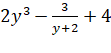 2y³ − 3/(y+2) + 4